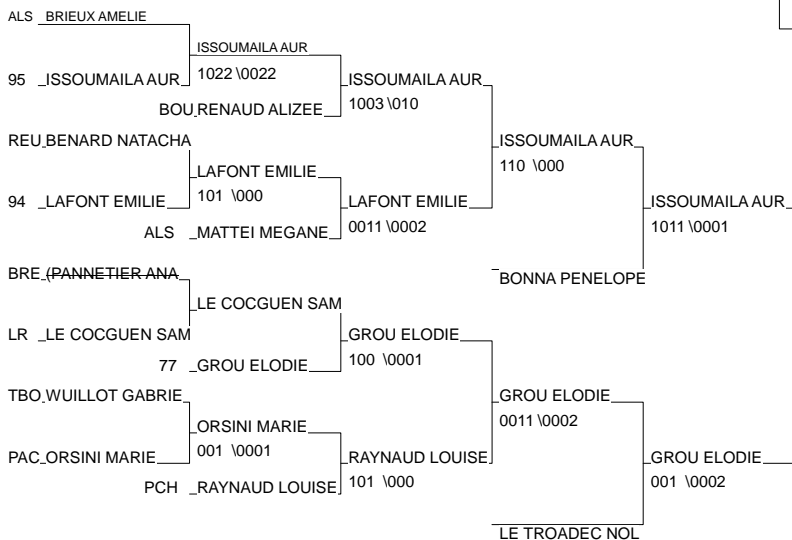 ALS BRIEUX AMELIE
ISSOUMAILA AUR
95 ISSOUMAILA AUR 1022 \0022 ISSOUMAILA AUR
BOU RENAUD ALIZEE 1003 \010
REU BENARD NATACHA ISSOUMAILA AUR
LAFONT EMILIE 110 \000
94 LAFONT EMILIE 101 \000 LAFONT EMILIE ISSOUMAILA AUR
ALS MATTEI MEGANE 0011 \0002 1011 \0001
BRE (PANNETIER ANA BONNA PENELOPE
LE COCGUEN SAM
LR LE COCGUEN SAM GROU ELODIE
77 GROU ELODIE 100 \0001
TBO WUILLOT GABRIE GROU ELODIE
ORSINI MARIE 0011 \0002
PAC ORSINI MARIE 001 \0001 RAYNAUD LOUISE GROU ELODIE
PCH RAYNAUD LOUISE 101 \000 001 \0002
LE TROADEC NOL